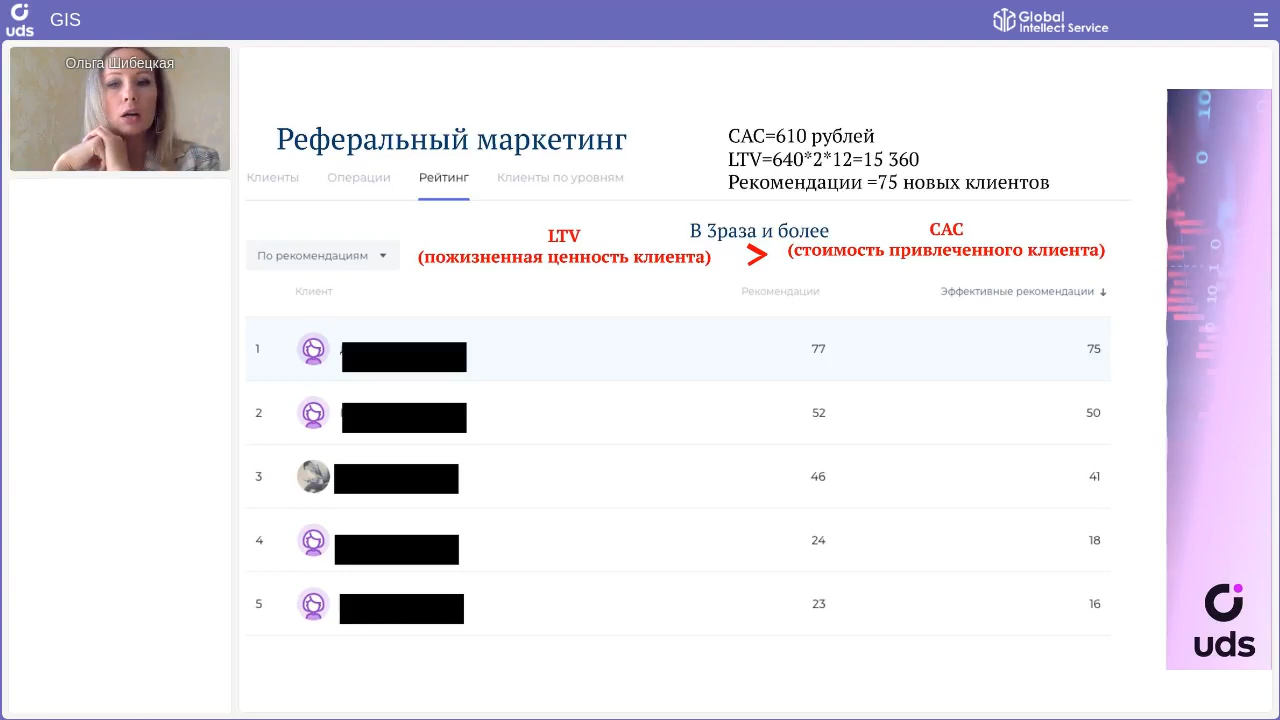 uds
GIS
Global
Intellect Service
Ольга Шибецкая
Реферальный маркетинг
CAC=610 рублей
LTV=640*2*12=15 360
Рекомендации =75 новых клиентов
Клиенты
Операции
Рейтинг
Клиенты по уровням
LTV
(пожизненная ценность клиента)
В 3раза и более
>
CAC
(стоимость привлеченного клиента)
По рекомендациям
Клиент
Рекомендации
Эффективные рекомендации
1 77 75
2 52 50
3 46 41
4 24 18
5 23 16
uds